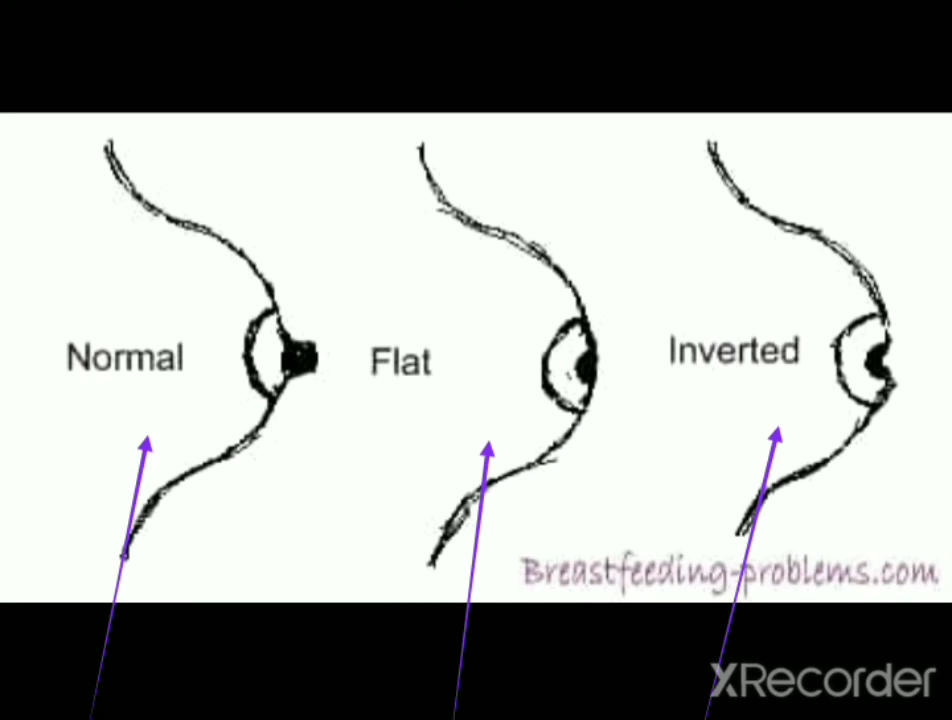 Normal
Flat
Inverted
Breastfeeding-problems.com
XRecorder